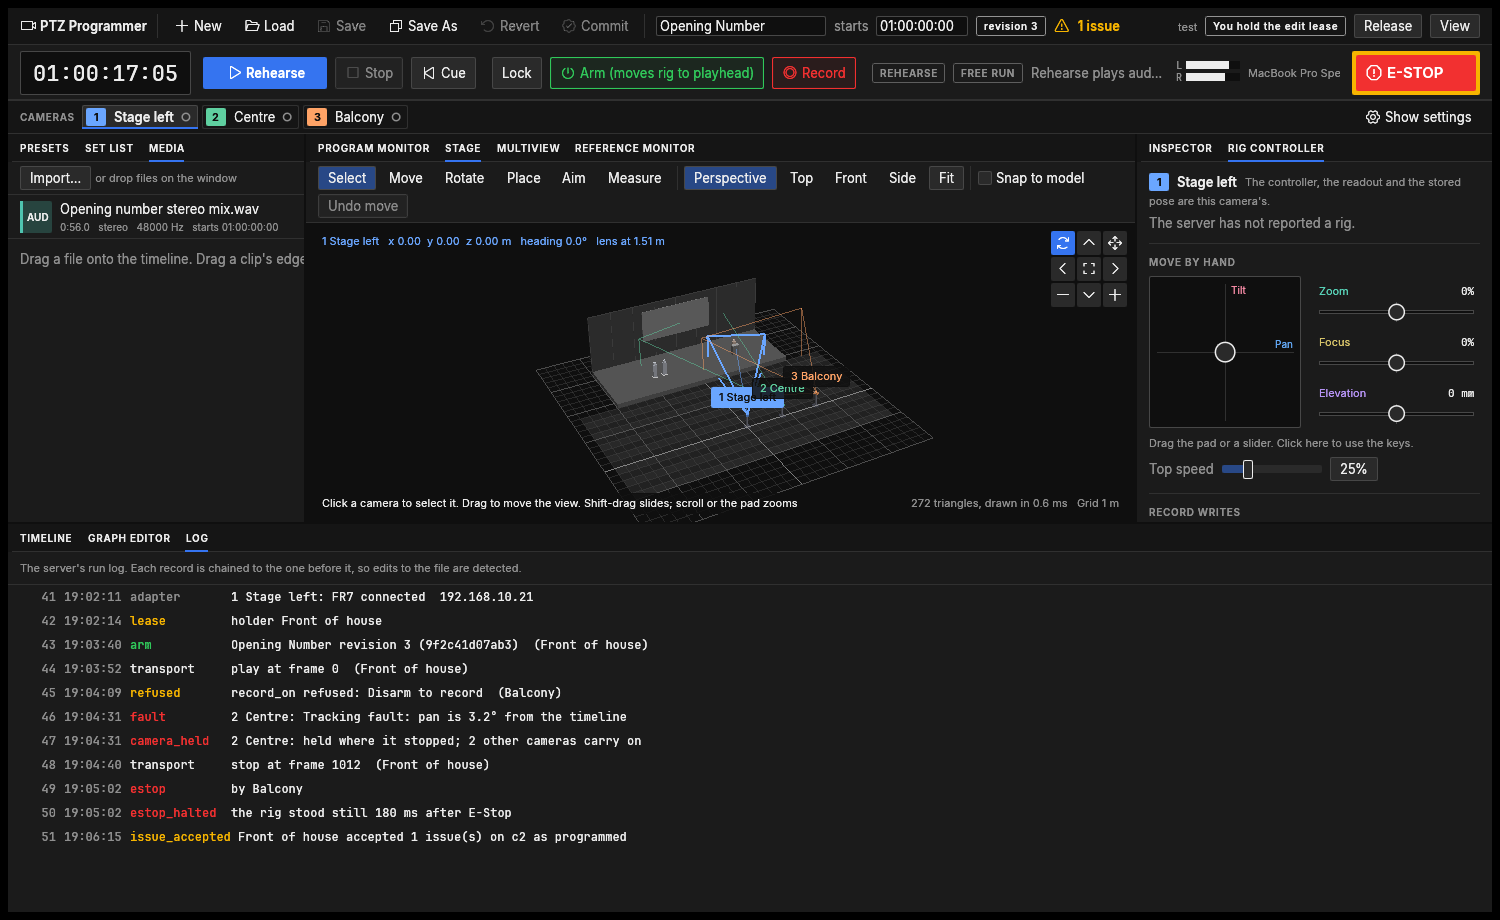 PTZ Programmer New Load Save Save As Revert Commit Opening Number starts 01:00:00:00 revision 3 1 issue test You hold the edit lease Release View
01:00:17:05 Rehearse Stop Cue Lock Arm (moves rig to playhead) Record REHEARSE FREE RUN Rehearse plays aud... L R MacBook Pro Spe E-STOP
CAMERAS 1 Stage left 2 Centre 3 Balcony Show settings
PRESETS SET LIST MEDIA
Import... or drop files on the window
AUD Opening number stereo mix.wav
0:56.0 stereo 48000 Hz starts 01:00:00:00
Drag a file onto the timeline. Drag a clip's edge
PROGRAM MONITOR STAGE MULTIVIEW REFERENCE MONITOR
Select Move Rotate Place Aim Measure Perspective Top Front Side Fit Snap to model
Undo move
1 Stage left x 0.00 y 0.00 z 0.00 m heading 0.0° lens at 1.51 m
3 Balcony
2 Centre
1 Stage left
Click a camera to select it. Drag to move the view. Shift-drag slides; scroll or the pad zooms
272 triangles, drawn in 0.6 ms Grid 1 m
INSPECTOR RIG CONTROLLER
1 Stage left The controller, the readout and the stored
pose are this camera's.
The server has not reported a rig.
MOVE BY HAND
Tilt
Pan
Zoom 0%
Focus 0%
Elevation 0 mm
Drag the pad or a slider. Click here to use the keys.
Top speed 25%
RECORD WRITES
TIMELINE GRAPH EDITOR LOG
The server's run log. Each record is chained to the one before it, so edits to the file are detected.
41 19:02:11 adapter 1 Stage left: FR7 connected 192.168.10.21
42 19:02:14 lease holder Front of house
43 19:03:40 arm Opening Number revision 3 (9f2c41d07ab3) (Front of house)
44 19:03:52 transport play at frame 0 (Front of house)
45 19:04:09 refused record_on refused: Disarm to record (Balcony)
46 19:04:31 fault 2 Centre: Tracking fault: pan is 3.2° from the timeline
47 19:04:31 camera_held 2 Centre: held where it stopped; 2 other cameras carry on
48 19:04:40 transport stop at frame 1012 (Front of house)
49 19:05:02 estop by Balcony
50 19:05:02 estop_halted the rig stood still 180 ms after E-Stop
51 19:06:15 issue_accepted Front of house accepted 1 issue(s) on c2 as programmed